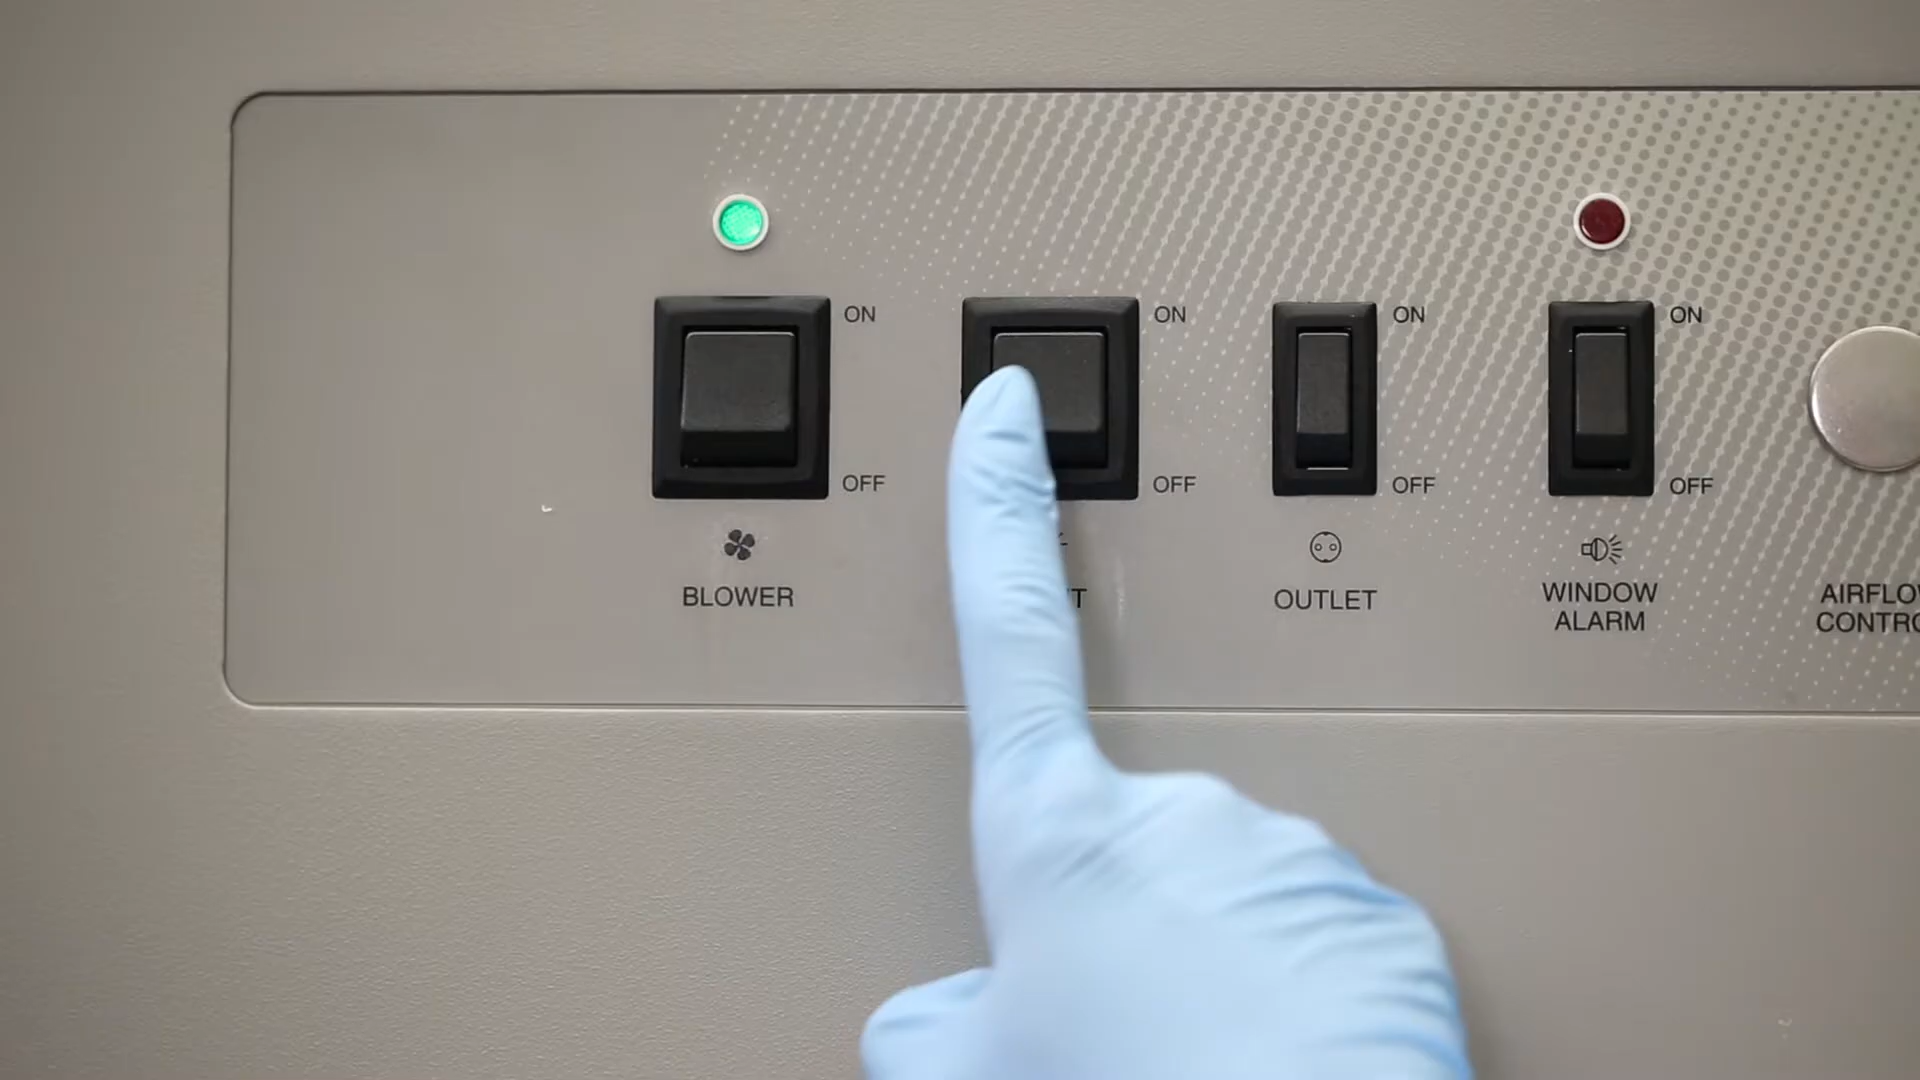 ON
ON
ON
ON
OFF
OFF
OFF
OFF
BLOWER
OUTLET
WINDOW
ALARM